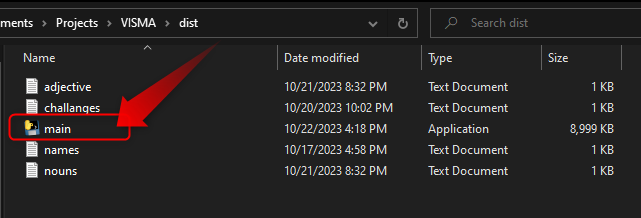 uments > Projects > VISMA > dist
Search
Name Date modified Type Size
adjective 10/21/2023 8:32 PM Text Document 1 KB
challanges 10/20/2023 10:02 PM Text Document 1 KB
main 10/22/2023 4:18 PM Application 8,999 KB
names 10/17/2023 4:58 PM Text Document 1 KB
nouns 10/21/2023 8:32 PM Text Document 1 KB